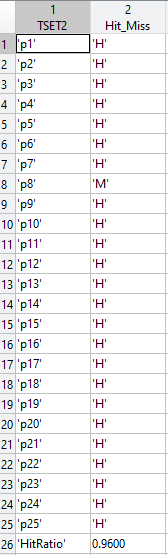 1 2
TSET2 Hit_Miss
1 'p1' 'H'
2 'p2' 'H'
3 'p3' 'H'
4 'p4' 'H'
5 'p5' 'H'
6 'p6' 'H'
7 'p7' 'H'
8 'p8' 'M'
9 'p9' 'H'
10 'p10' 'H'
11 'p11' 'H'
12 'p12' 'H'
13 'p13' 'H'
14 'p14' 'H'
15 'p15' 'H'
16 'p16' 'H'
17 'p17' 'H'
18 'p18' 'H'
19 'p19' 'H'
20 'p20' 'H'
21 'p21' 'H'
22 'p22' 'H'
23 'p23' 'H'
24 'p24' 'H'
25 'p25' 'H'
26 'HitRatio' 0.9600